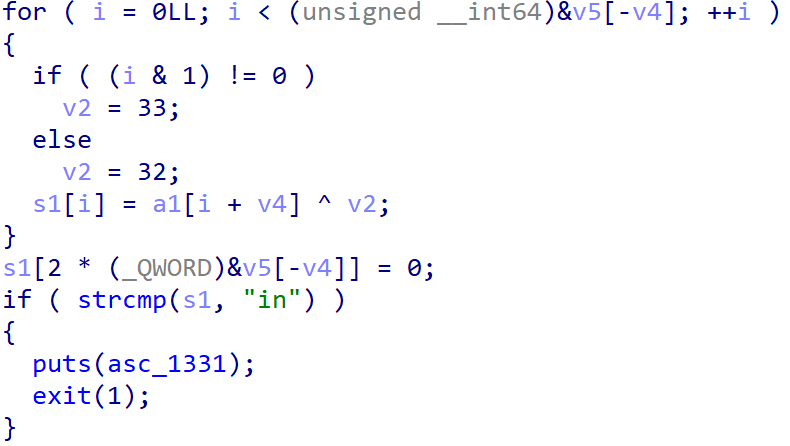 for ( i = 0LL; i < (unsigned __int64)&v5[-v4]; ++i )
{
  if ( (i & 1) != 0 )
    v2 = 33;
  else
    v2 = 32;
  s1[i] = a1[i + v4] ^ v2;
}
s1[2 * (_QWORD)&v5[-v4]] = 0;
if ( strcmp(s1, "in") )
{
  puts(asc_1331);
  exit(1);
}